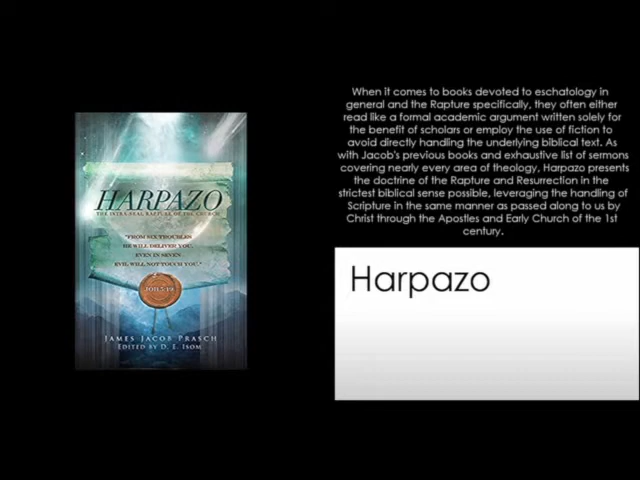 HARPAZO
THE INTRA-SEAL RAPTURE OF THE CHURCH
"FROM SIX TROUBLES
HE WILL DELIVER YOU,
EVEN IN SEVEN
EVIL WILL NOT TOUCH YOU."
JOB 5:19
JAMES JACOB PRASCH
EDITED BY D. E. ISOM
When it comes to books devoted to eschatology in
general and the Rapture specifically, they often either
read like a formal academic argument written solely for
the benefit of scholars or employ the use of fiction to
avoid directly handling the underlying biblical text. As
with Jacob's previous books and exhaustive list of sermons
covering nearly every area of theology, Harpazo presents
the doctrine of the Rapture and Resurrection in the
strictest biblical sense possible, leveraging the handling of
Scripture in the same manner as passed along to us by
Christ through the Apostles and Early Church of the 1st
century.
Harpazo